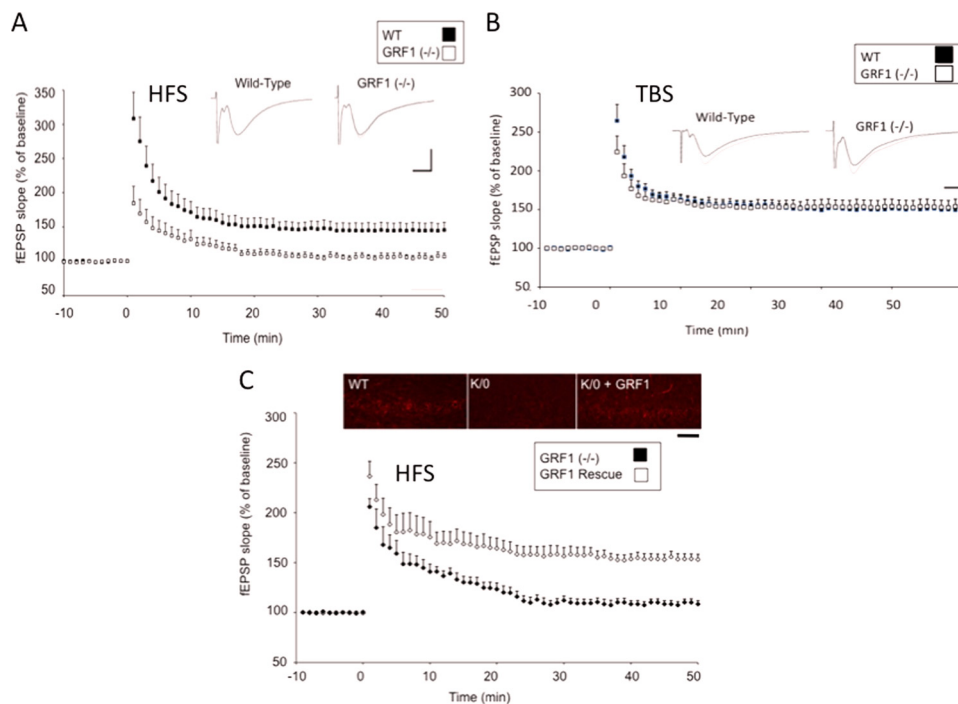 A
WT
GRF1 (-/-)
HFS
Wild-Type
GRF1 (-/-)
fEPSP slope (% of baseline)
350
300
250
200
150
100
50
-10
0
10
20
30
40
50
Time (min)
B
WT
GRF1 (-/-)
TBS
Wild-Type
GRF1 (-/-)
fEPSP slope (% of baseline)
300
250
200
150
100
50
-10
0
10
20
30
40
50
Time (min)
C
WT
K/0
K/0 + GRF1
HFS
GRF1 (-/-)
GRF1 Rescue
fEPSP slope (% of baseline)
300
250
200
150
100
50
-10
0
10
20
30
40
50
Time (min)